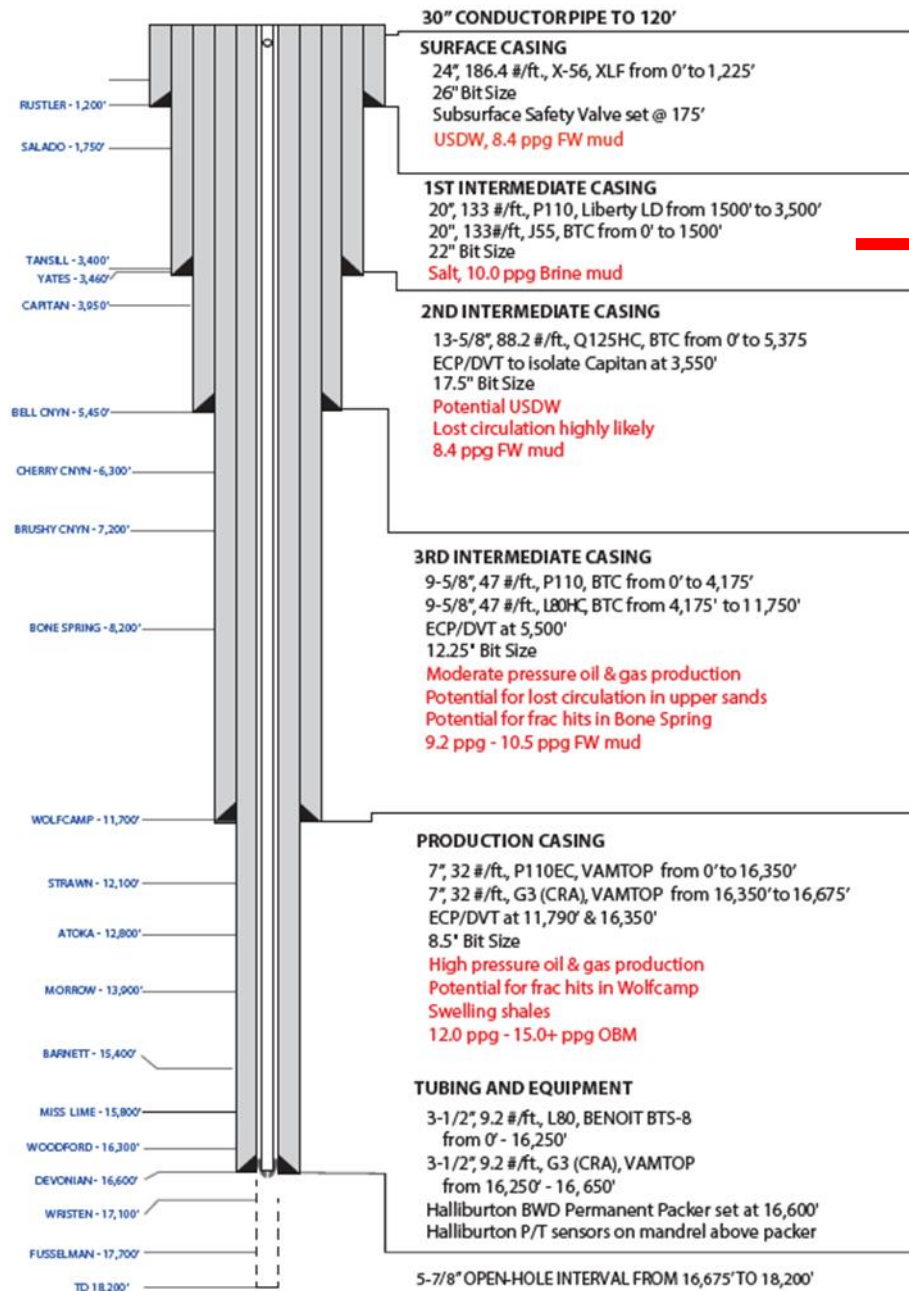 30" CONDUCTOR PIPE TO 120'
SURFACE CASING
24", 186.4 #/ft., X-56, XLF from 0' to 1,225'
26" Bit Size
Subsurface Safety Valve set @ 175'
USDW, 8.4 ppg FW mud
1ST INTERMEDIATE CASING
20", 133 #/ft., P110, Liberty LD from 1500' to 3,500'
20", 133#/ft, J55, BTC from 0' to 1500'
22" Bit Size
Salt, 10.0 ppg Brine mud
2ND INTERMEDIATE CASING
13-5/8", 88.2 #/ft., Q125HC, BTC from 0' to 5,375
ECP/DVT to isolate Capitan at 3,550'
17.5" Bit Size
Potential USDW
Lost circulation highly likely
8.4 ppg FW mud
3RD INTERMEDIATE CASING
9-5/8", 47 #/ft., P110, BTC from 0' to 4,175'
9-5/8", 47 #/ft., L80HC, BTC from 4,175' to 11,750'
ECP/DVT at 5,500'
12.25" Bit Size
Moderate pressure oil & gas production
Potential for lost circulation in upper sands
Potential for frac hits in Bone Spring
9.2 ppg - 10.5 ppg FW mud
PRODUCTION CASING
7", 32 #/ft., P110EC, VAMTOP from 0' to 16,350'
7", 32 #/ft., G3 (CRA), VAMTOP from 16,350' to 16,675'
ECP/DVT at 11,790' & 16,350'
8.5" Bit Size
High pressure oil & gas production
Potential for frac hits in Wolfcamp
Swelling shales
12.0 ppg - 15.0+ ppg OBM
TUBING AND EQUIPMENT
3-1/2", 9.2 #/ft., L80, BENOIT BTS-8
from 0' - 16,250'
3-1/2", 9.2 #/ft., G3 (CRA), VAMTOP
from 16,250' - 16, 650'
Halliburton BWD Permanent Packer set at 16,600'
Halliburton P/T sensors on mandrel above packer
5-7/8" OPEN-HOLE INTERVAL FROM 16,675' TO 18,200'
RUSTLER - 1,200'
SALADO - 1,750'
TANSILL - 3,400'
YATES - 3,460'
CAPITAN - 3,950'
BELL CNYN - 5,450'
CHERRY CNYN - 6,300'
BRUSHY CNYN - 7,200'
BONE SPRING - 8,200'
WOLFCAMP - 11,700'
STRAWN - 12,100'
ATOKA - 12,800'
MORROW - 13,900'
BARNETT - 15,400'
MISS LIME - 15,800'
WOODFORD - 16,300'
DEVONIAN - 16,600'
WRISTEN - 17,100'
FUSSELMAN - 17,700'
TD 18,200'